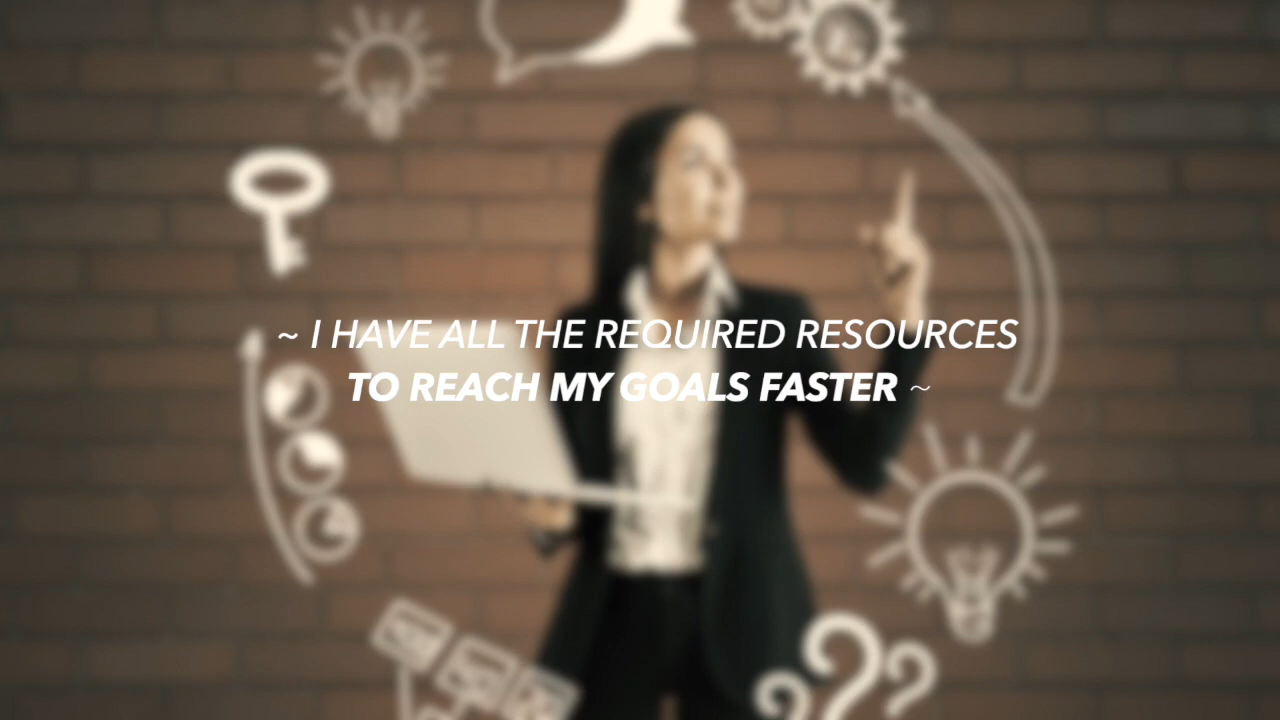 ~ I HAVE ALL THE REQUIRED RESOURCES
TO REACH MY GOALS FASTER ~